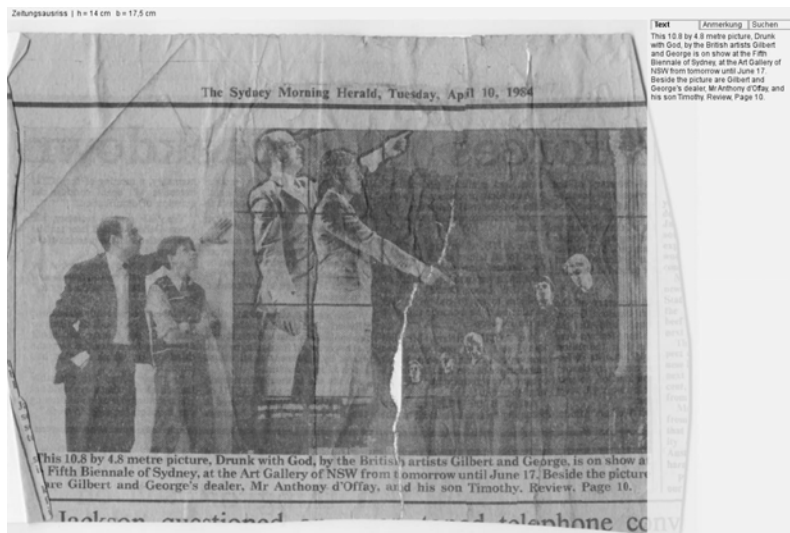 Zeitungsausriss | h = 14 cm b = 17,5 cm
Text
Anmerkung
Suchen
This 10.8 by 4.8 metre picture, Drunk
with God, by the British artists Gilbert
and George is on show at the Fifth
Biennale of Sydney, at the Art Gallery of
NSW from tomorrow until June 17.
Beside the picture are Gilbert and
George's dealer, Mr Anthony d'Offay, and
his son Timothy. Review, Page 10.
The Sydney Morning Herald, Tuesday, April 10, 1984
This 10.8 by 4.8 metre picture, Drunk with God, by the British artists Gilbert and George, is on show a
Fifth Biennale of Sydney, at the Art Gallery of NSW from tomorrow until June 17. Beside the picture
are Gilbert and George's dealer, Mr Anthony d'Offay, and his son Timothy. Review, Page 10.
Jackson questioned telephone conv